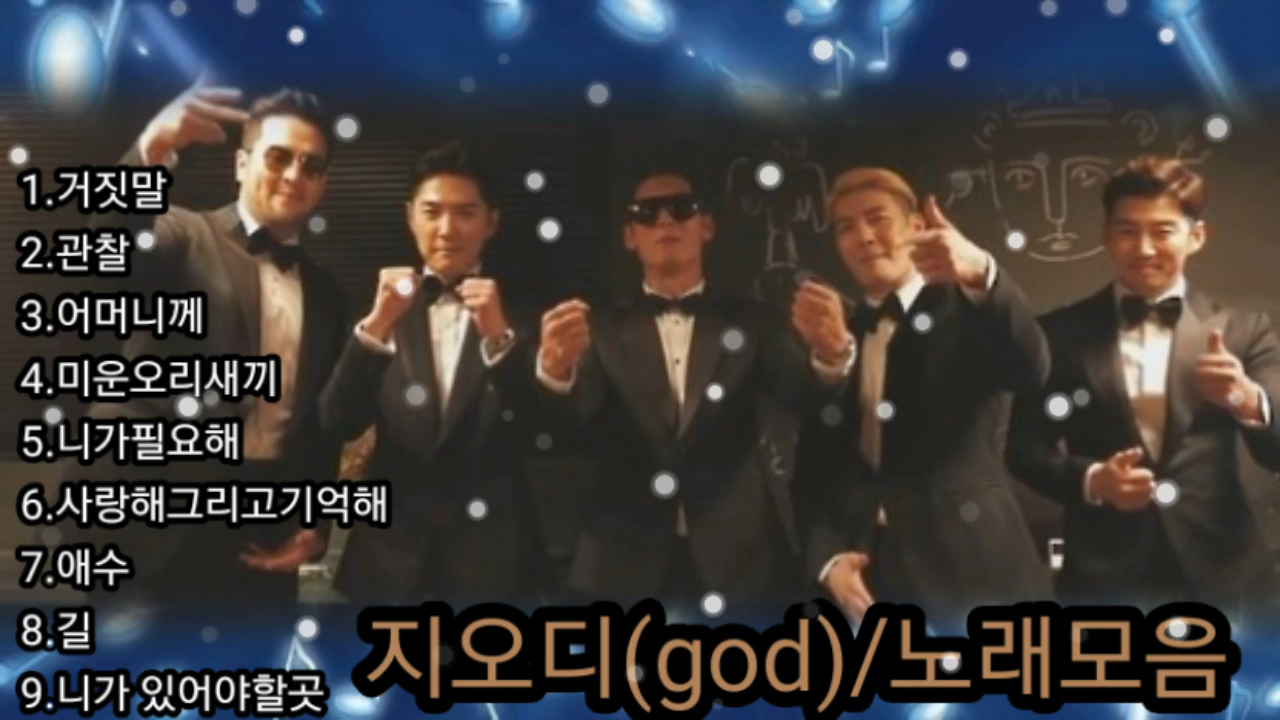 1.거짓말
2.관찰
3.어머니께
4.미운오리새끼
5.니가필요해
6.사랑해그리고기억해
7.애수
8.길
9.니가 있어야할곳
지오디(god)/노래모음